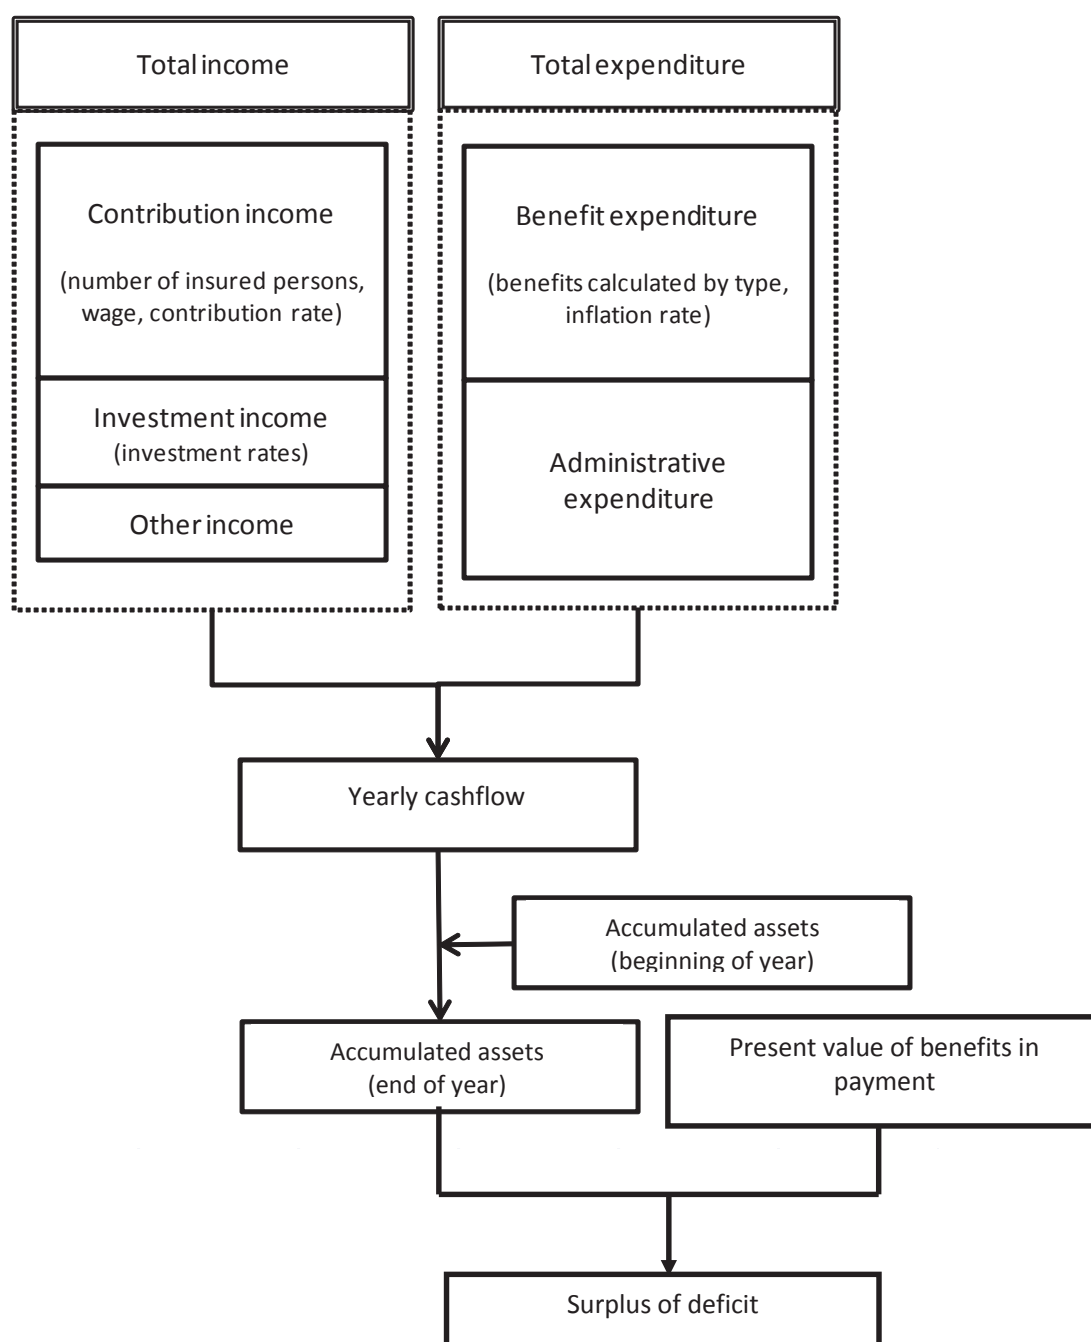 Total income
Total expenditure
Contribution income
(number of insured persons,
wage, contribution rate)
Investment income
(investment rates)
Other income
Benefit expenditure
(benefits calculated by type,
inflation rate)
Administrative
expenditure
Yearly cashflow
Accumulated assets
(beginning of year)
Accumulated assets
(end of year)
Present value of benefits in
payment
Surplus of deficit